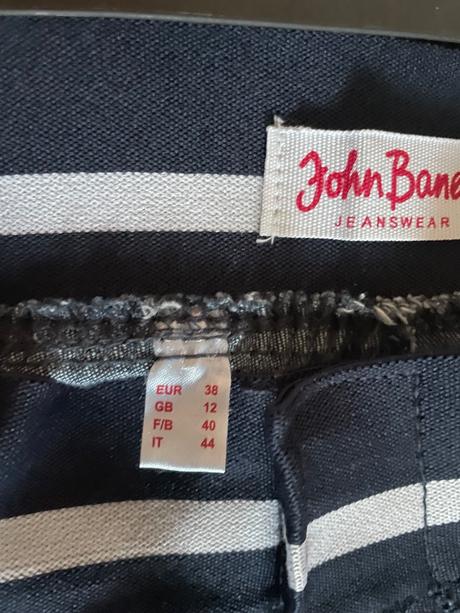 John Bane
JEANSWEAR
EUR 38
GB 12
F/B 40
IT 44